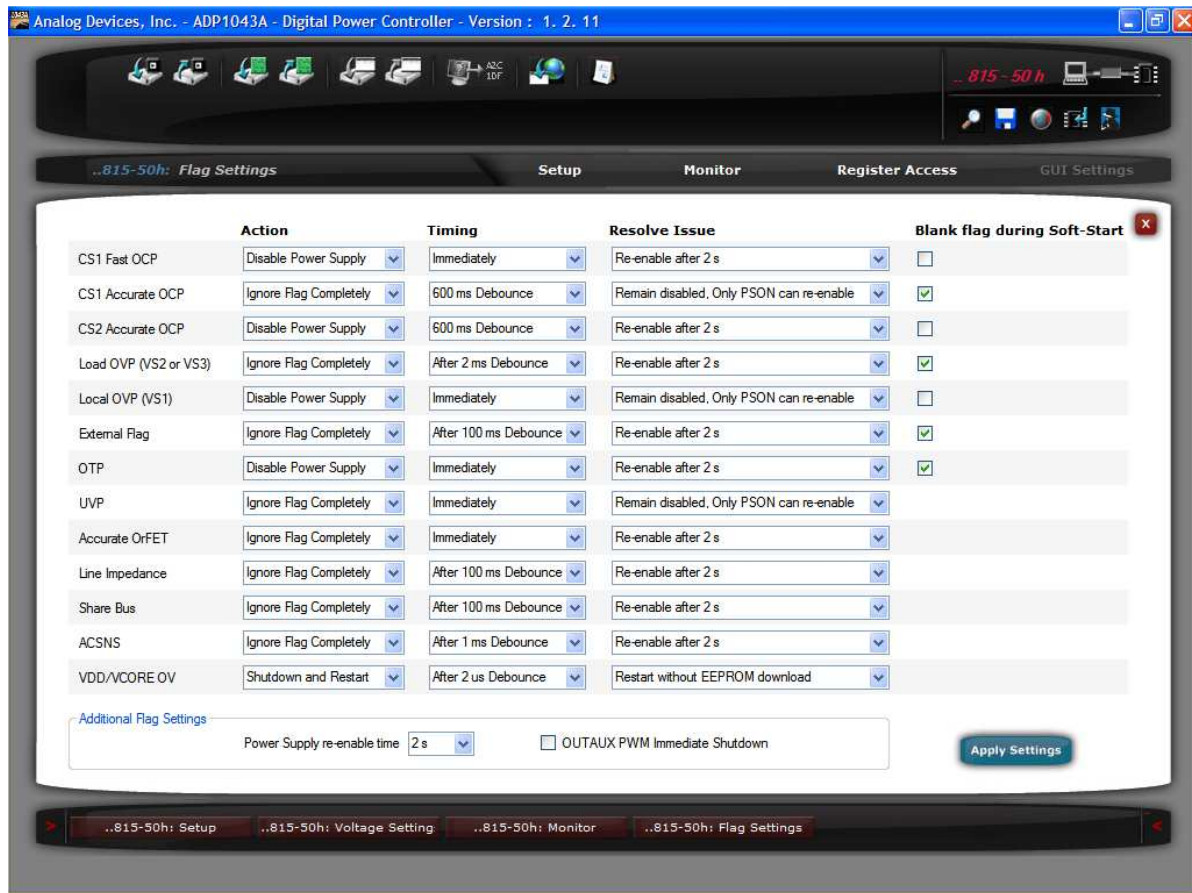 Analog Devices, Inc. - ADP1043A - Digital Power Controller - Version : 1. 2. 11
A2C
1DF
.. 815 - 50 h
..815-50h: Flag Settings Setup Monitor Register Access GUI Settings
Action Timing Resolve Issue Blank flag during Soft-Start X
CS1 Fast OCP Disable Power Supply Immediately Re-enable after 2 s
CS1 Accurate OCP Ignore Flag Completely 600 ms Debounce Remain disabled, Only PSON can re-enable
CS2 Accurate OCP Disable Power Supply 600 ms Debounce Re-enable after 2 s
Load OVP (VS2 or VS3) Ignore Flag Completely After 2 ms Debounce Re-enable after 2 s
Local OVP (VS1) Disable Power Supply Immediately Remain disabled, Only PSON can re-enable
External Flag Ignore Flag Completely After 100 ms Debounce Re-enable after 2 s
OTP Disable Power Supply Immediately Re-enable after 2 s
UVP Ignore Flag Completely Immediately Remain disabled, Only PSON can re-enable
Accurate OrFET Ignore Flag Completely Immediately Re-enable after 2 s
Line Impedance Ignore Flag Completely After 100 ms Debounce Re-enable after 2 s
Share Bus Ignore Flag Completely After 100 ms Debounce Re-enable after 2 s
ACSNS Ignore Flag Completely After 1 ms Debounce Re-enable after 2 s
VDD/VCORE OV Shutdown and Restart After 2 us Debounce Restart without EEPROM download
Additional Flag Settings
Power Supply re-enable time 2 s OUTAUX PWM Immediate Shutdown Apply Settings
> ..815-50h: Setup ..815-50h: Voltage Setting ..815-50h: Monitor ..815-50h: Flag Settings <